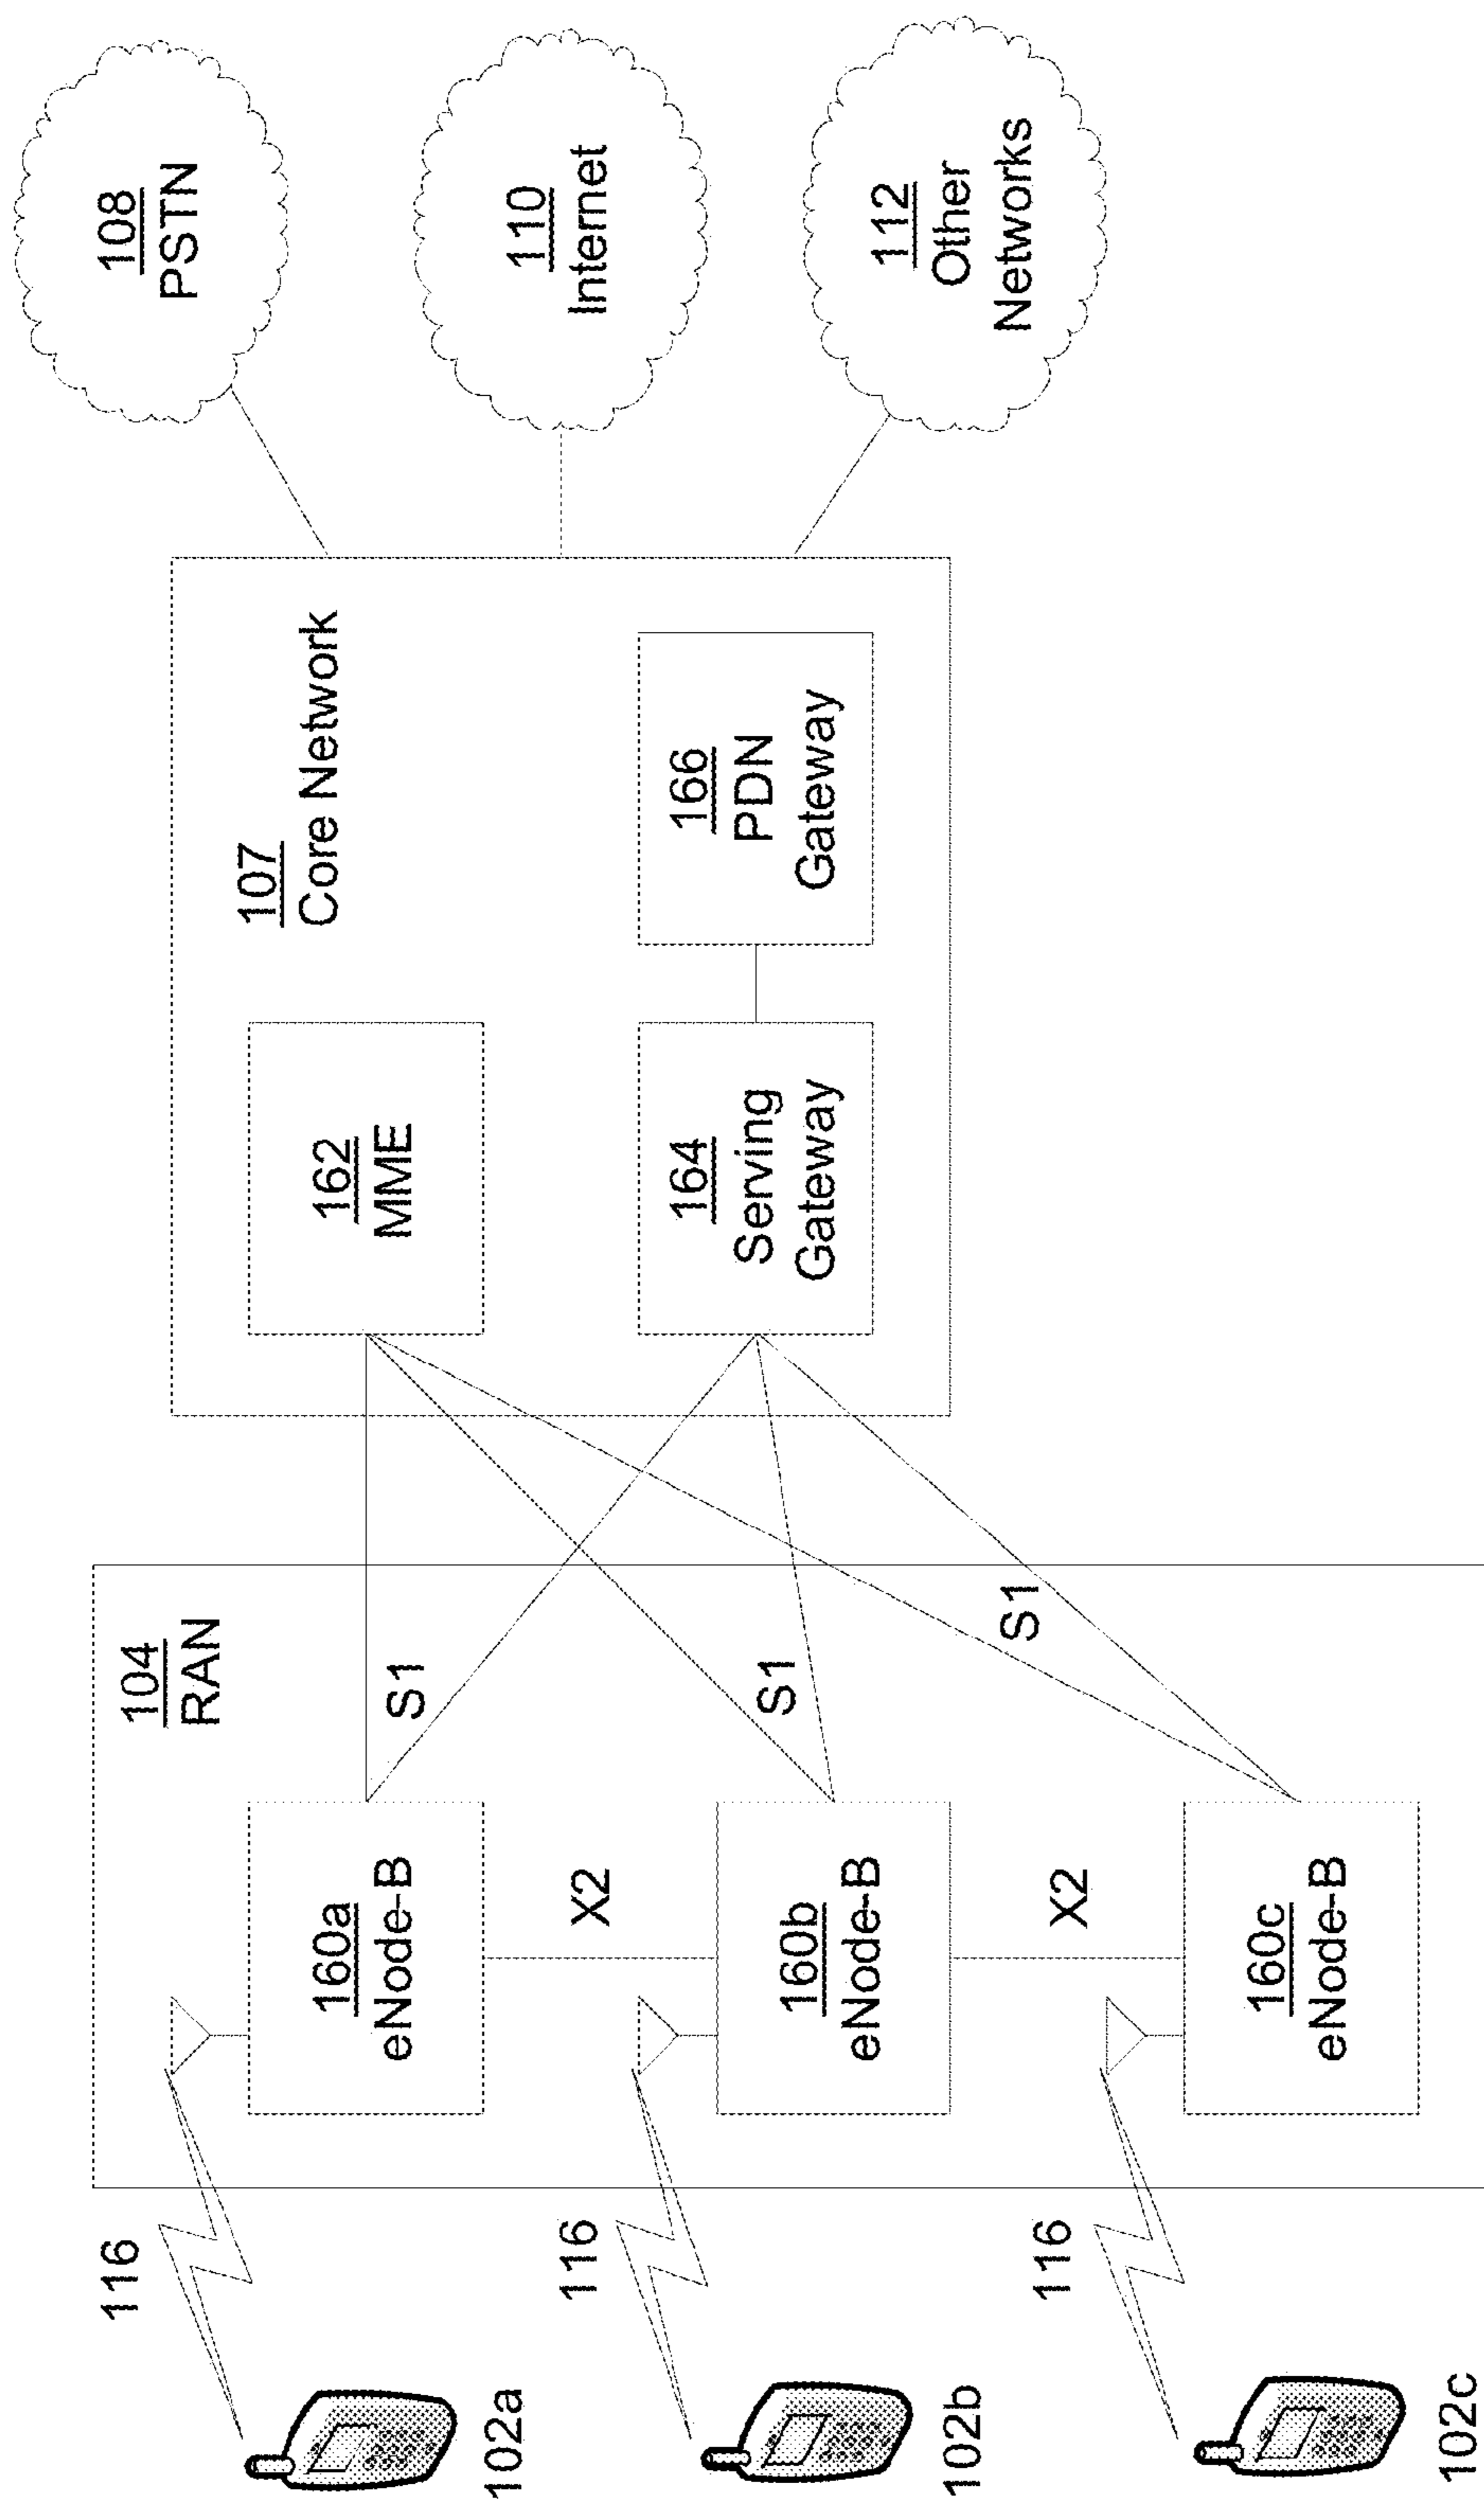 104
RAN
116
160a
eNode-B
102a
S1
X2
116
160b
eNode-B
102b
S1
X2
116
160c
eNode-B
102c
S1
107
Core Network
162
MME
164
Serving
Gateway
166
PDN
Gateway
108
PSTN
110
Internet
112
Other
Networks